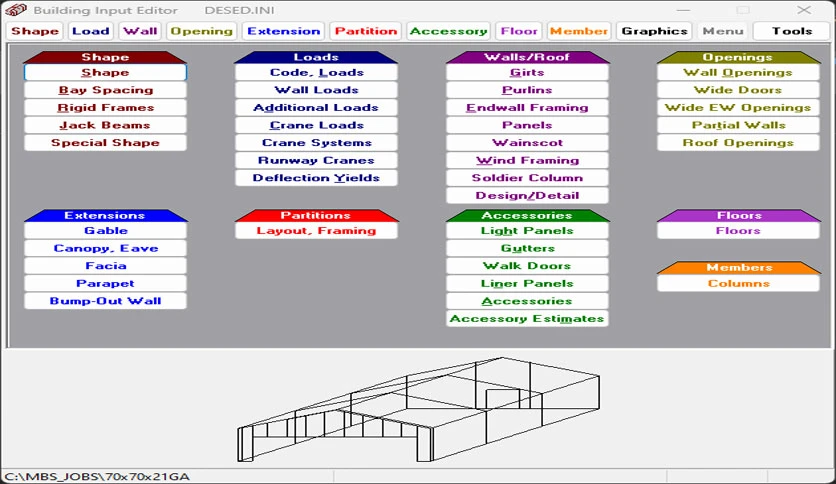 Building Input Editor DESED.INI
Shape Load Wall Opening Extension Partition Accessory Floor Member Graphics Menu Tools
Shape
Shape
Bay Spacing
Rigid Frames
Jack Beams
Special Shape
Loads
Code, Loads
Wall Loads
Additional Loads
Crane Loads
Crane Systems
Runway Cranes
Deflection Yields
Walls/Roof
Girts
Purlins
Endwall Framing
Panels
Wainscot
Wind Framing
Soldier Column
Design/Detail
Openings
Wall Openings
Wide Doors
Wide EW Openings
Partial Walls
Roof Openings
Extensions
Gable
Canopy, Eave
Facia
Parapet
Bump-Out Wall
Partitions
Layout, Framing
Accessories
Light Panels
Gutters
Walk Doors
Liner Panels
Accessories
Accessory Estimates
Floors
Floors
Members
Columns
C:\MBS_JOBS\70x70x21GA